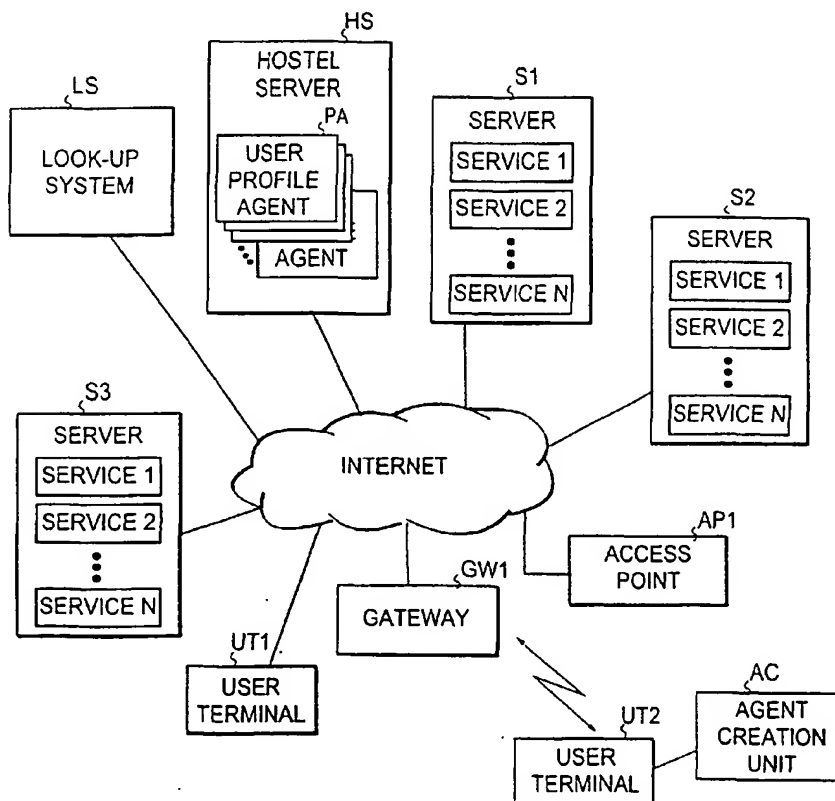 HS
HOSTEL
SERVER
PA
USER
PROFILE
AGENT
AGENT
LS
LOOK-UP
SYSTEM
S1
SERVER
SERVICE 1
SERVICE 2
SERVICE N
S2
SERVER
SERVICE 1
SERVICE 2
SERVICE N
S3
SERVER
SERVICE 1
SERVICE 2
SERVICE N
INTERNET
AP1
ACCESS
POINT
GW1
GATEWAY
UT1
USER
TERMINAL
UT2
USER
TERMINAL
AC
AGENT
CREATION
UNIT